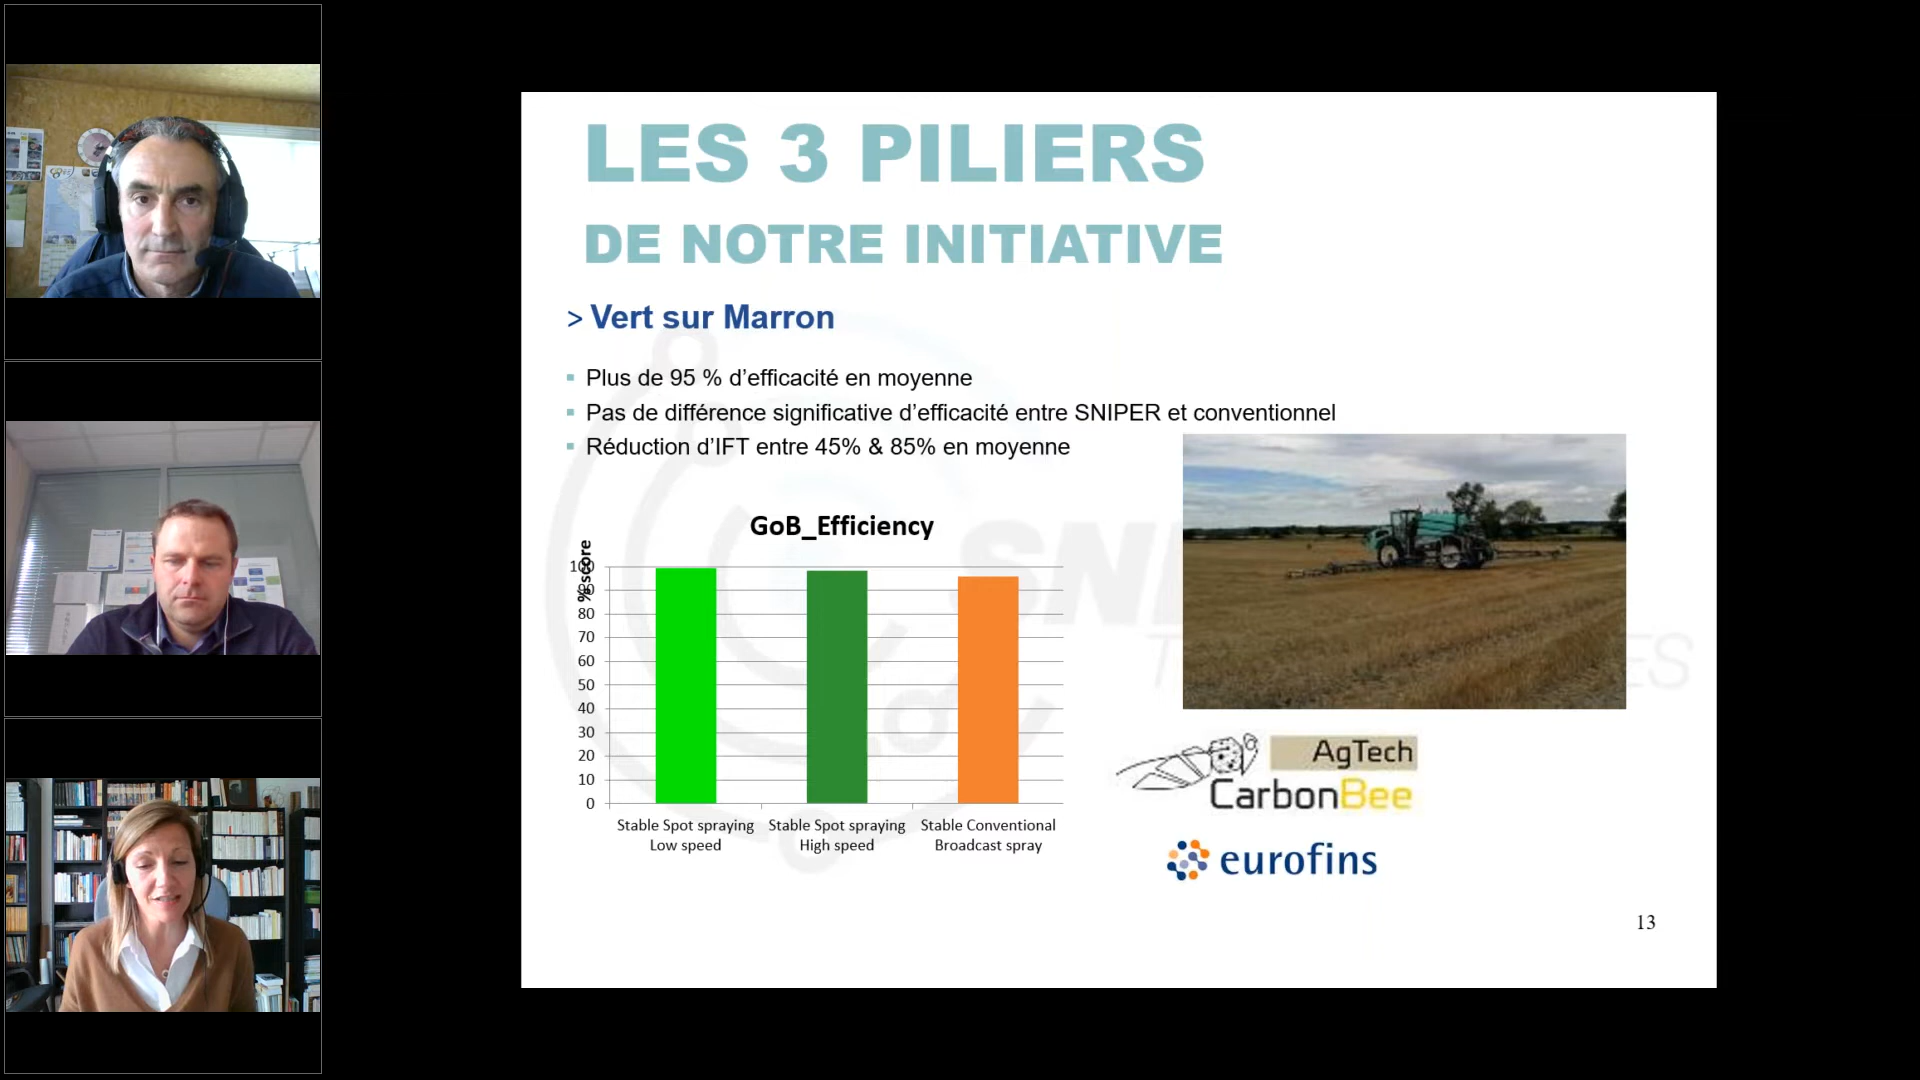 LES 3 PILIERS
DE NOTRE INITIATIVE
> Vert sur Marron
▪ Plus de 95 % d’efficacité en moyenne
▪ Pas de différence significative d’efficacité entre SNIPER et conventionnel
▪ Réduction d’IFT entre 45% & 85% en moyenne
GoB_Efficiency
% score
100
90
80
70
60
50
40
30
20
10
0
Stable Spot spraying
Low speed
Stable Spot spraying
High speed
Stable Conventional
Broadcast spray
AgTech
CarbonBee
eurofins
13